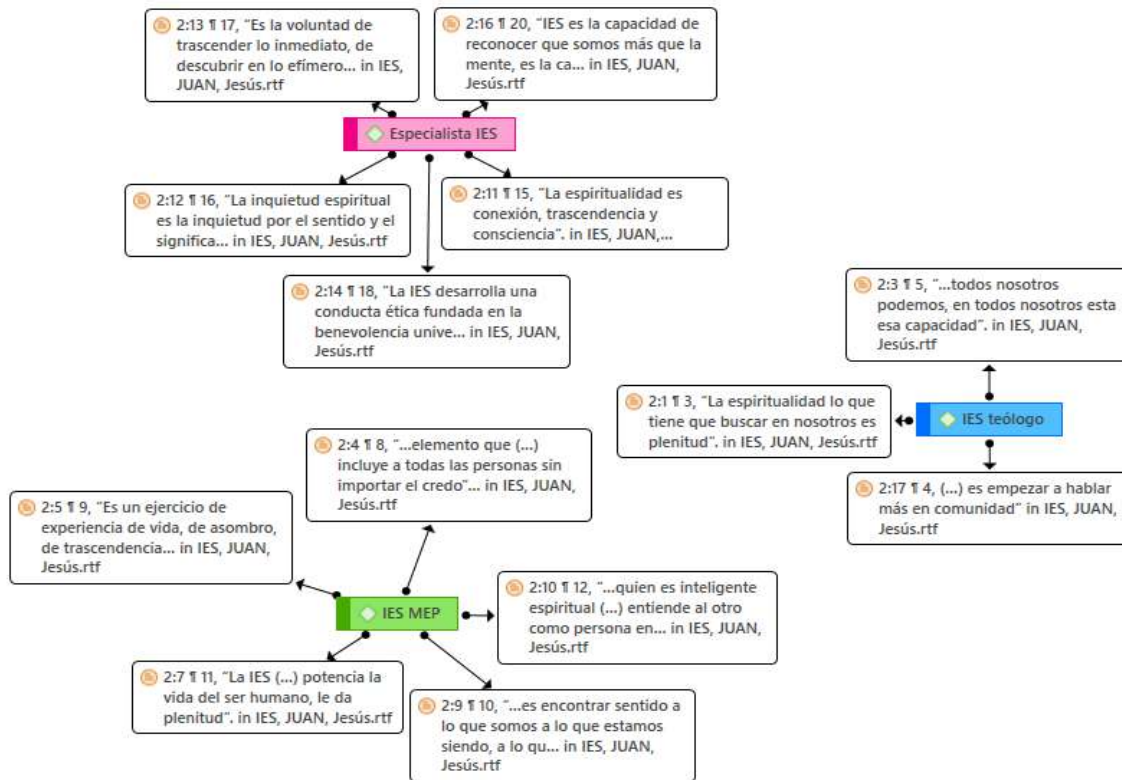 2:13 ¶ 17, “Es la voluntad de
trascender lo inmediato, de
descubrir en lo efímero... in IES,
JUAN, Jesús.rtf
2:16 ¶ 20, “IES es la capacidad de
reconocer que somos más que la
mente, es la ca... in IES, JUAN,
Jesús.rtf
Especialista IES
2:12 ¶ 16, “La inquietud espiritual
es la inquietud por el sentido y el
significa... in IES, JUAN, Jesús.rtf
2:11 ¶ 15, “La espiritualidad es
conexión, trascendencia y
consciencia”. in IES, JUAN,...
2:14 ¶ 18, “La IES desarrolla una
conducta ética fundada en la
benevolencia unive... in IES, JUAN,
Jesús.rtf
2:3 ¶ 5, “...todos nosotros
podemos, en todos nosotros esta
esa capacidad”. in IES, JUAN,
Jesús.rtf
2:1 ¶ 3, “La espiritualidad lo que
tiene que buscar en nosotros es
plenitud”. in IES, JUAN, Jesús.rtf
IES teólogo
2:17 ¶ 4, (...) es empezar a hablar
más en comunidad” in IES, JUAN,
Jesús.rtf
2:4 ¶ 8, “...elemento que (...)
incluye a todas las personas sin
importar el credo”... in IES, JUAN,
Jesús.rtf
2:5 ¶ 9, “Es un ejercicio de
experiencia de vida, de asombro,
de trascendencia... in IES, JUAN,
Jesús.rtf
IES MEP
2:10 ¶ 12, “...quien es inteligente
espiritual (...) entiende al otro
como persona en... in IES, JUAN,
Jesús.rtf
2:7 ¶ 11, “La IES (...) potencia la
vida del ser humano, le da
plenitud”. in IES, JUAN, Jesús.rtf
2:9 ¶ 10, “...es encontrar sentido a
lo que somos a lo que estamos
siendo, a lo qu... in IES, JUAN,
Jesús.rtf